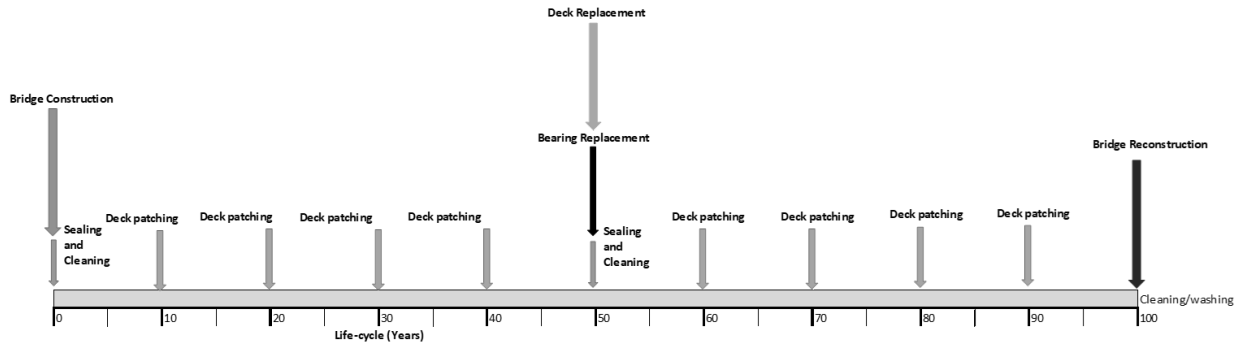 Deck Replacement
Bridge Construction
Bearing Replacement
Bridge Reconstruction
Deck patching
Deck patching
Deck patching
Deck patching
Deck patching
Deck patching
Deck patching
Deck patching
Sealing
and
Cleaning
Sealing
and
Cleaning
Cleaning/washing
0 10 20 30 40 50 60 70 80 90 100
Life-cycle (Years)